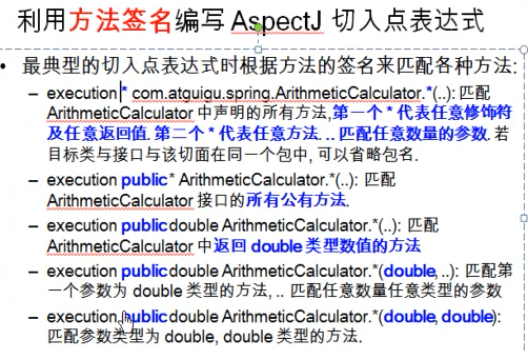 利用方法签名编写 AspectJ 切入点表达式
• 最典型的切入点表达式时根据方法的签名来匹配各种方法:
– execution * com.atguigu.spring.ArithmeticCalculator.*(..): 匹配
ArithmeticCalculator 中声明的所有方法,第一个 * 代表任意修饰符
及任意返回值. 第二个 * 代表任意方法. .. 匹配任意数量的参数. 若
目标类与接口与该切面在同一个包中, 可以省略包名.
– execution public * ArithmeticCalculator.*(..): 匹配
ArithmeticCalculator 接口的所有公有方法.
– execution public double ArithmeticCalculator.*(..): 匹配
ArithmeticCalculator 中返回 double 类型数值的方法
– execution public double ArithmeticCalculator.*(double, ..): 匹配第
一个参数为 double 类型的方法, .. 匹配任意数量任意类型的参数
– execution public double ArithmeticCalculator.*(double, double):
匹配参数类型为 double, double 类型的方法.